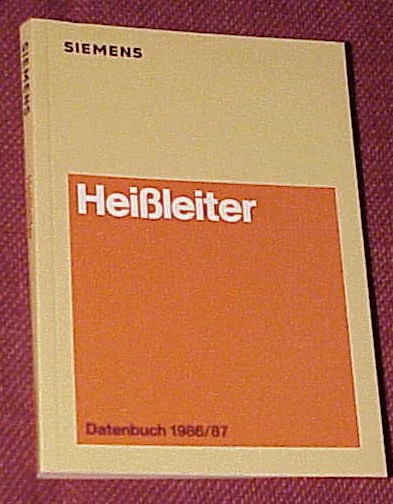 SIEMENS
SIEMENS
Heißleiter
Datenbuch 1986/87